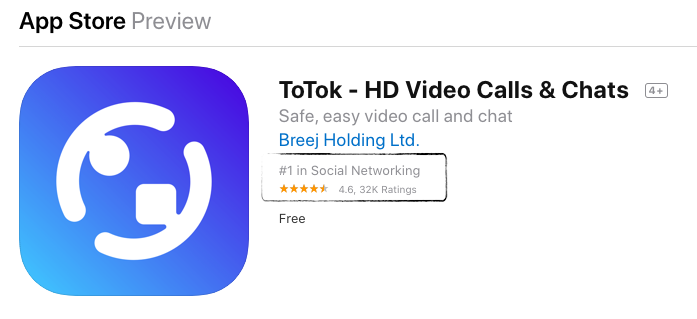 App Store Preview
ToTok - HD Video Calls & Chats 4+
Safe, easy video call and chat
Breej Holding Ltd.
#1 in Social Networking
4.6, 32K Ratings
Free